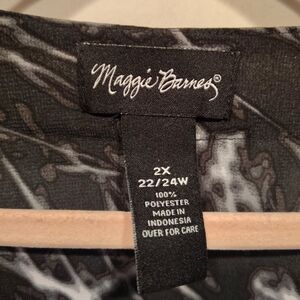 Maggie Barnes®
2X
22/24W
100%
POLYESTER
MADE IN
INDONESIA
OVER FOR CARE